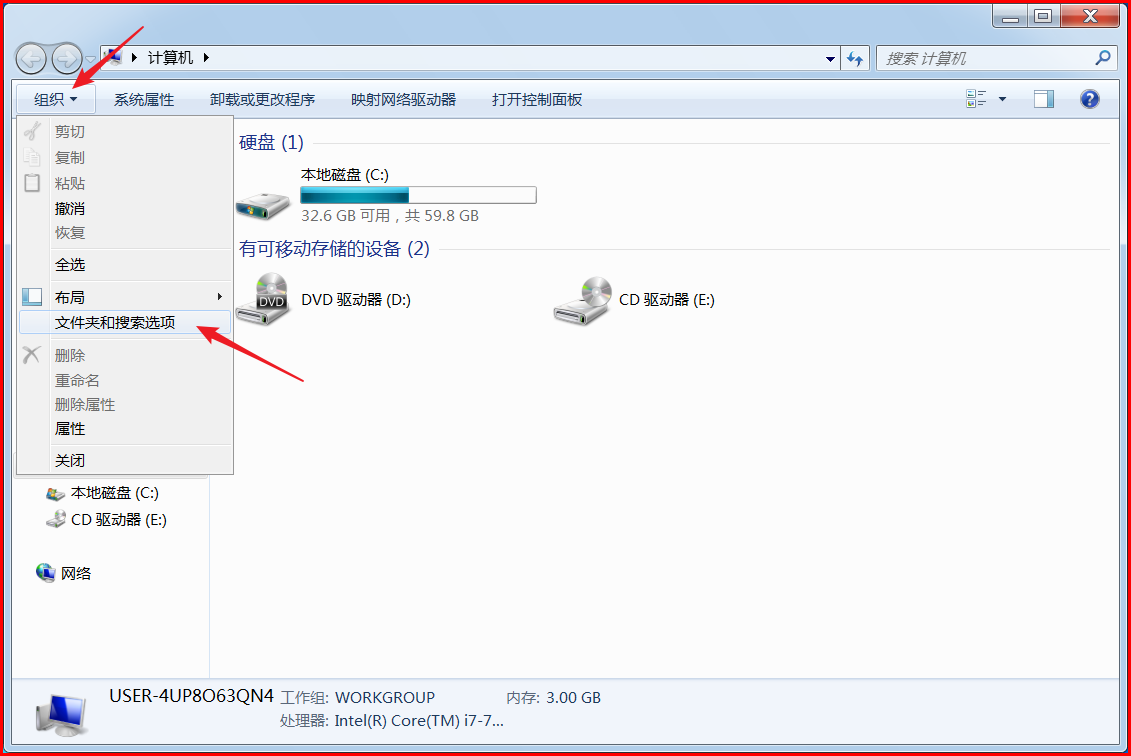 计算机
搜索 计算机
组织 系统属性 卸载或更改程序 映射网络驱动器 打开控制面板
剪切
复制
粘贴
撤消
恢复
全选
布局
文件夹和搜索选项
删除
重命名
删除属性
属性
关闭
硬盘 (1)
本地磁盘 (C:)
32.6 GB 可用，共 59.8 GB
有可移动存储的设备 (2)
DVD
DVD 驱动器 (D:)
CD 驱动器 (E:)
本地磁盘 (C:)
CD 驱动器 (E:)
网络
USER-4UP8O63QN4 工作组: WORKGROUP 内存: 3.00 GB
处理器: Intel(R) Core(TM) i7-7...